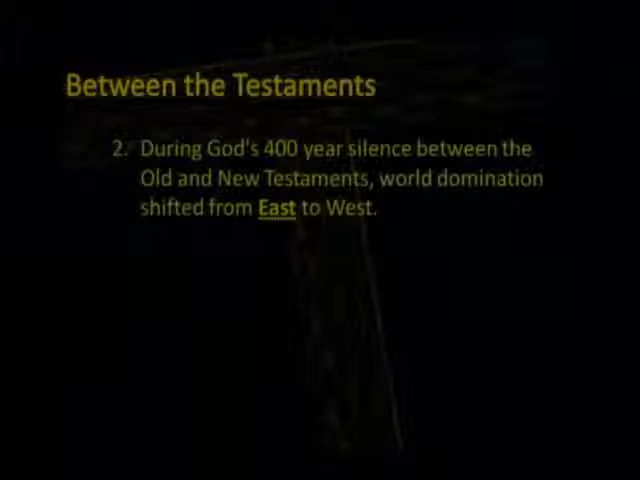 Between the Testaments
2. During God's 400 year silence between the
Old and New Testaments, world domination
shifted from East to West.